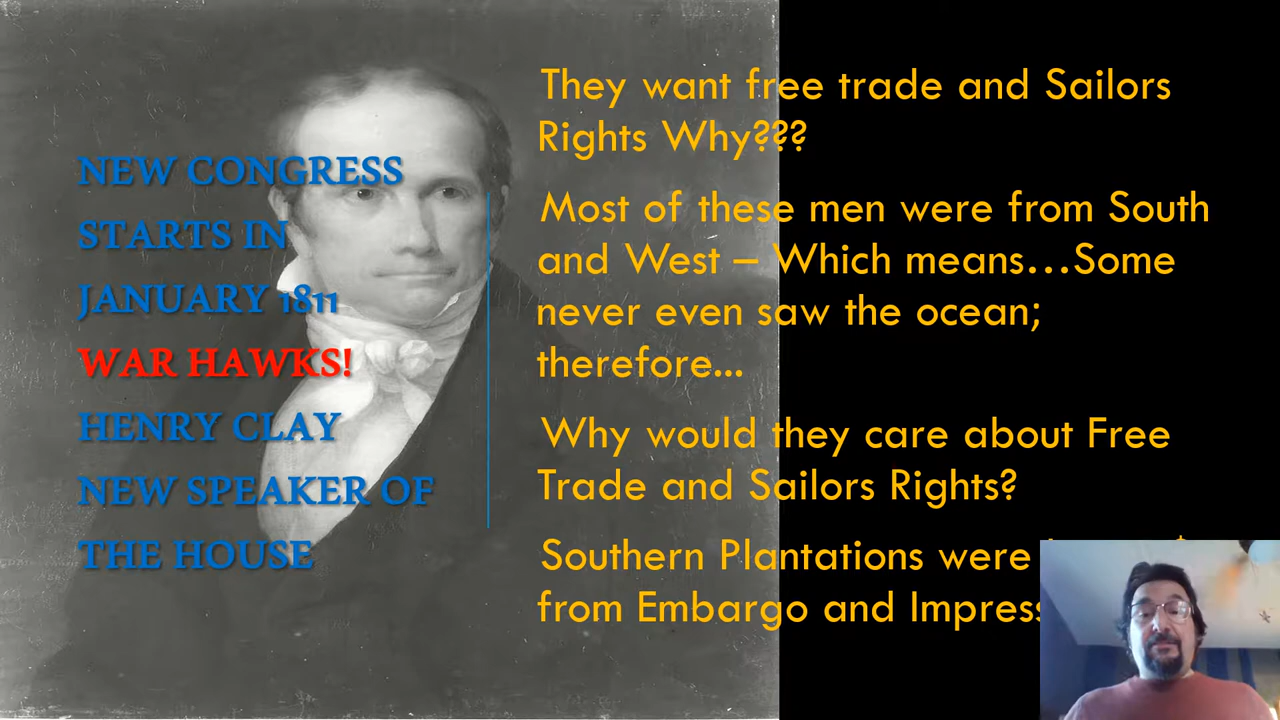 NEW CONGRESS
STARTS IN
JANUARY 1811
WAR HAWKS!
HENRY CLAY
NEW SPEAKER OF
THE HOUSE
They want free trade and Sailors
Rights Why???
Most of these men were from South
and West – Which means...Some
never even saw the ocean;
therefore...
Why would they care about Free
Trade and Sailors Rights?
Southern Plantations were
from Embargo and